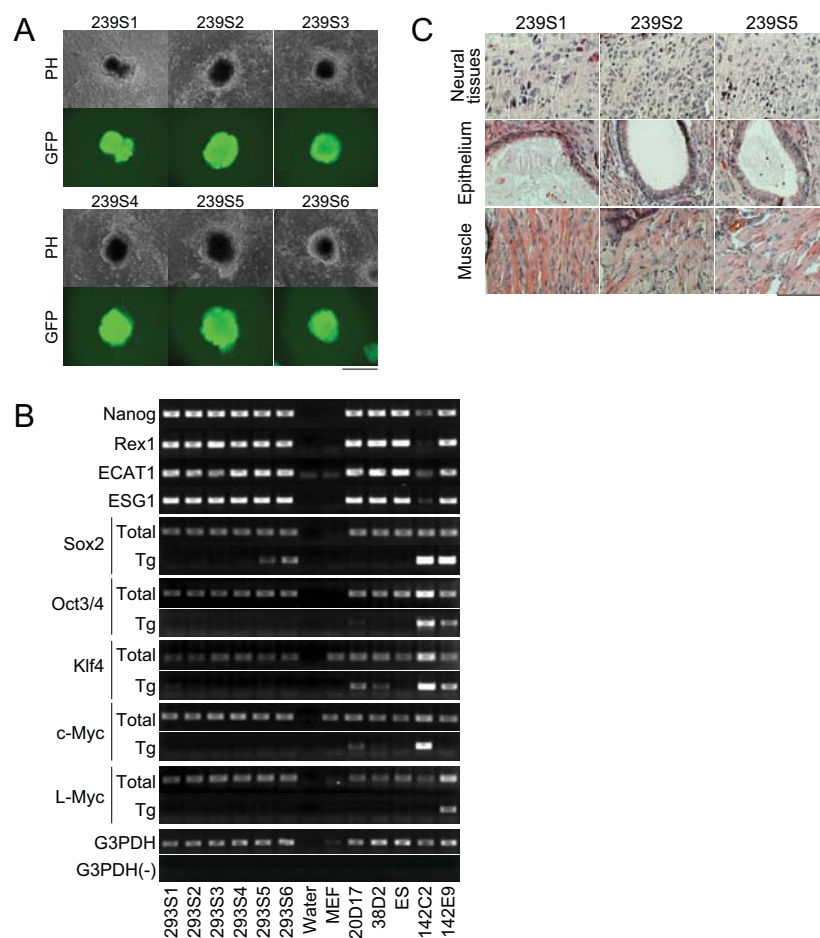 A
239S1 239S2 239S3
PH
GFP
239S4 239S5 239S6
PH
GFP
C
239S1 239S2 239S5
Neural tissues
Epithelium
Muscle
B
Nanog
Rex1
ECAT1
ESG1
Sox2
Total
Tg
Oct3/4
Total
Tg
Klf4
Total
Tg
c-Myc
Total
Tg
L-Myc
Total
Tg
G3PDH
G3PDH(-)
293S1
293S2
293S3
293S4
293S5
293S6
Water
MEF
20D17
38D2
ES
142C2
142E9